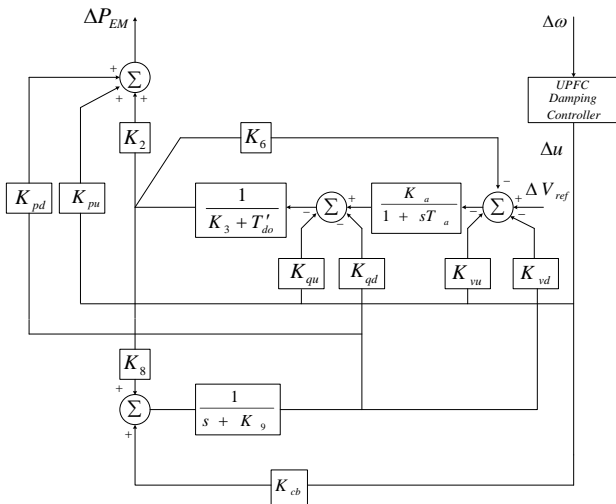 ΔP_EM
Δω
+
Σ
+
+
UPFC
Damping
Controller
K_2
K_6
Δu
K_pd
K_pu
1
K_3 + T'_do
−
+
Σ
−
K_a
1 + sT_a
−
+
Σ
−
−
ΔV_ref
K_qu
K_qd
K_vu
K_vd
K_8
+
Σ
+
1
s + K_9
K_cb